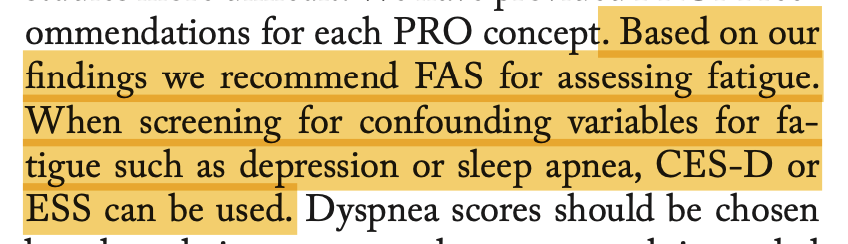 ommendations for each PRO concept. Based on our
findings we recommend FAS for assessing fatigue.
When screening for confounding variables for fa-
tigue such as depression or sleep apnea, CES-D or
ESS can be used. Dyspnea scores should be chosen